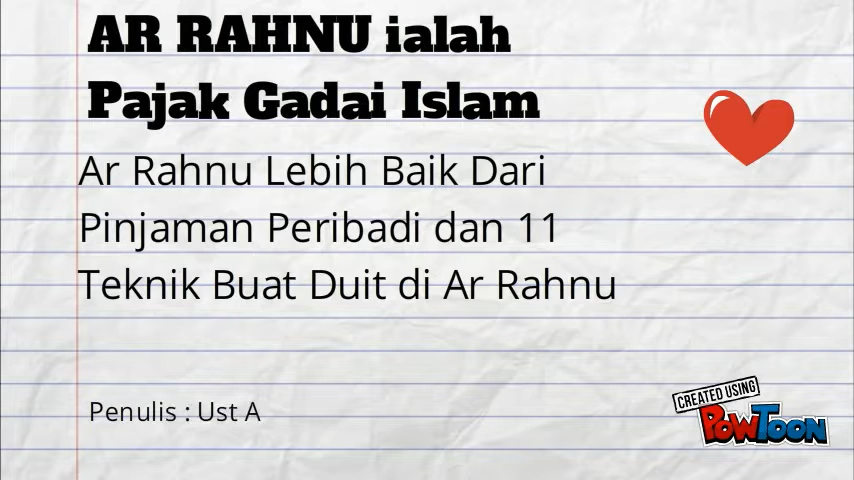 AR RAHNU ialah
Pajak Gadai Islam
Ar Rahnu Lebih Baik Dari
Pinjaman Peribadi dan 11
Teknik Buat Duit di Ar Rahnu
Penulis : Ust A
CREATED USING
POWTOON